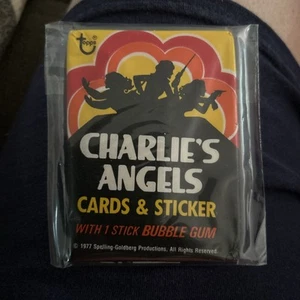 Topps
CHARLIE'S
ANGELS
CARDS & STICKER
WITH 1 STICK BUBBLE GUM
© 1977 Spelling-Goldberg Productions. All Rights Reserved.